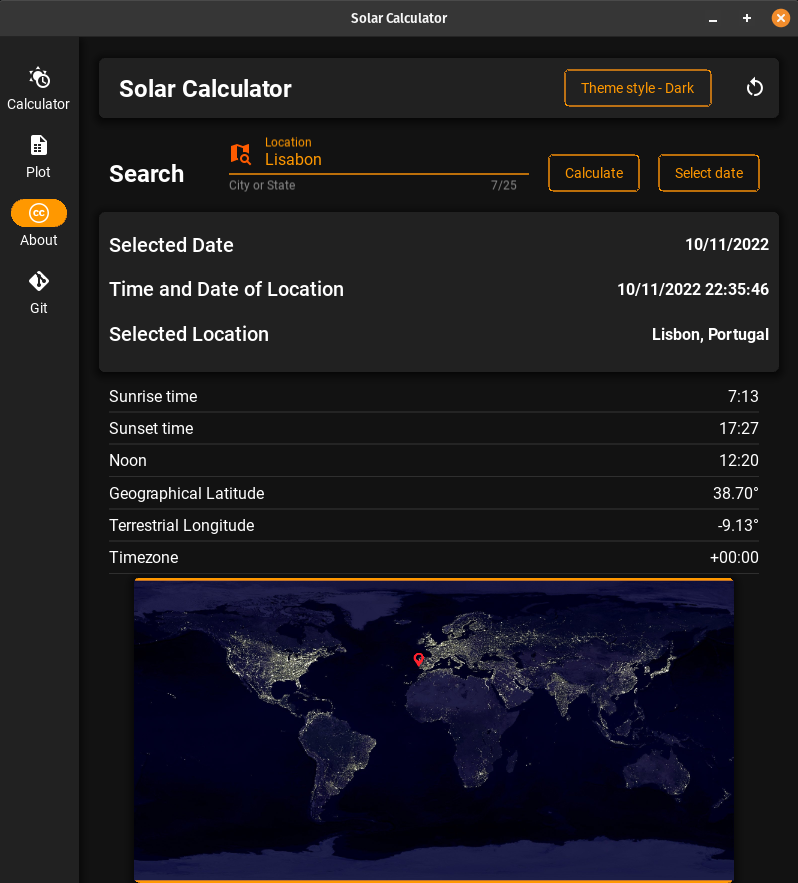 Solar Calculator
Calculator
Plot
About
Git
Solar Calculator
Theme style - Dark
Search
Location
Lisabon
City or State
7/25
Calculate
Select date
Selected Date 10/11/2022
Time and Date of Location 10/11/2022 22:35:46
Selected Location Lisbon, Portugal
Sunrise time 7:13
Sunset time 17:27
Noon 12:20
Geographical Latitude 38.70°
Terrestrial Longitude -9.13°
Timezone +00:00